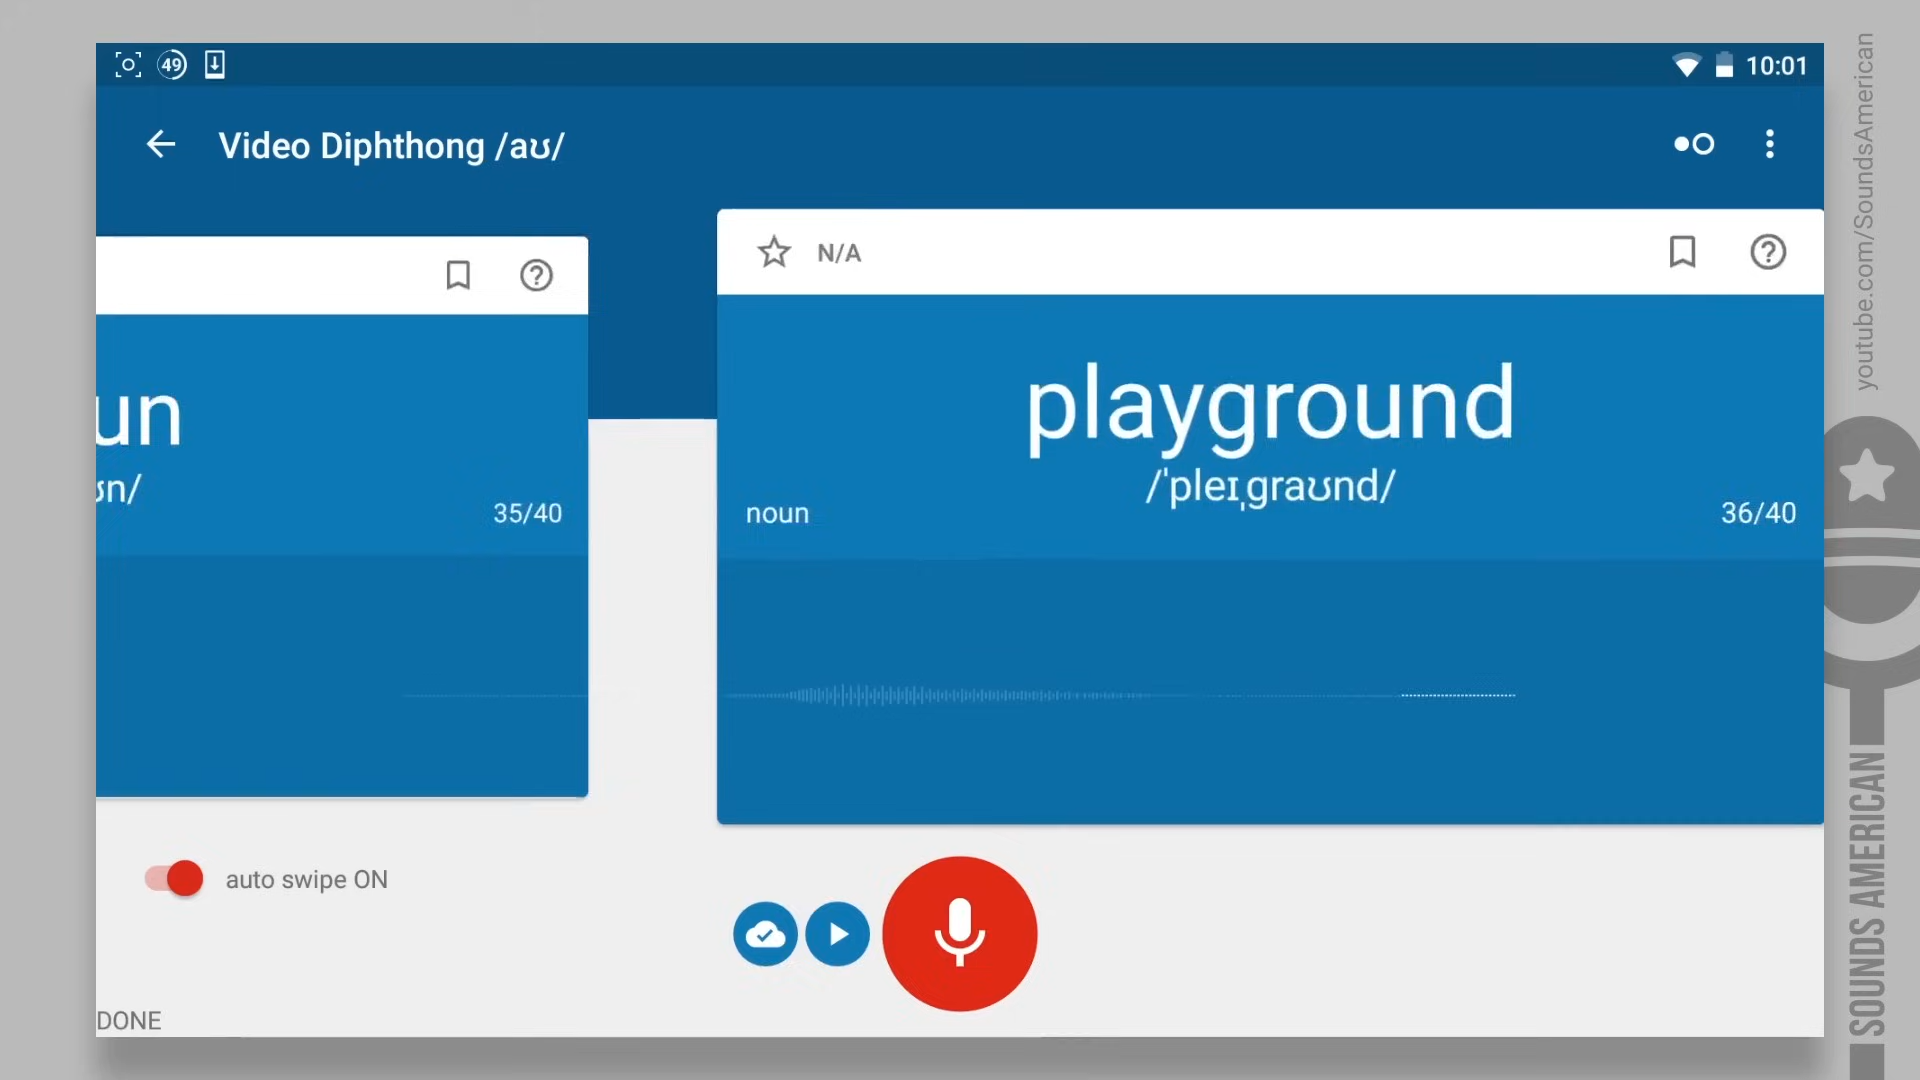 49
10:01
Video Diphthong /aʊ/
N/A
un
ʊn/
35/40
playground
/ˈpleɪˌgraʊnd/
noun
36/40
auto swipe ON
DONE
youtube.com/SoundsAmerican
SOUNDS AMERICAN